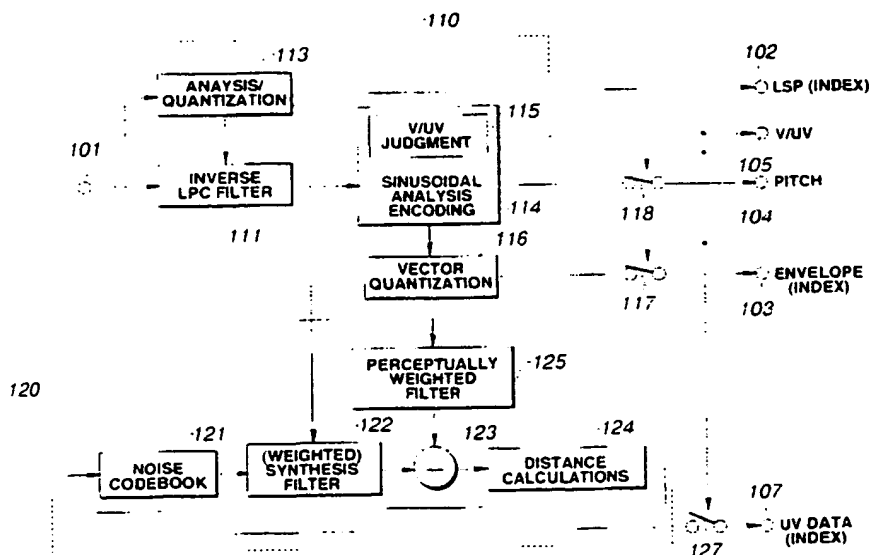 110
113
102
ANAYSIS/
QUANTIZATION
LSP (INDEX)
115
V/UV
JUDGMENT
V/UV
101
105
INVERSE
LPC FILTER
SINUSOIDAL
ANALYSIS
ENCODING
PITCH
114
118
104
111
116
VECTOR
QUANTIZATION
ENVELOPE
(INDEX)
117
103
125
PERCEPTUALLY
WEIGHTED
FILTER
120
121
122
123
124
NOISE
CODEBOOK
(WEIGHTED)
SYNTHESIS
FILTER
DISTANCE
CALCULATIONS
107
UV DATA
(INDEX)
127